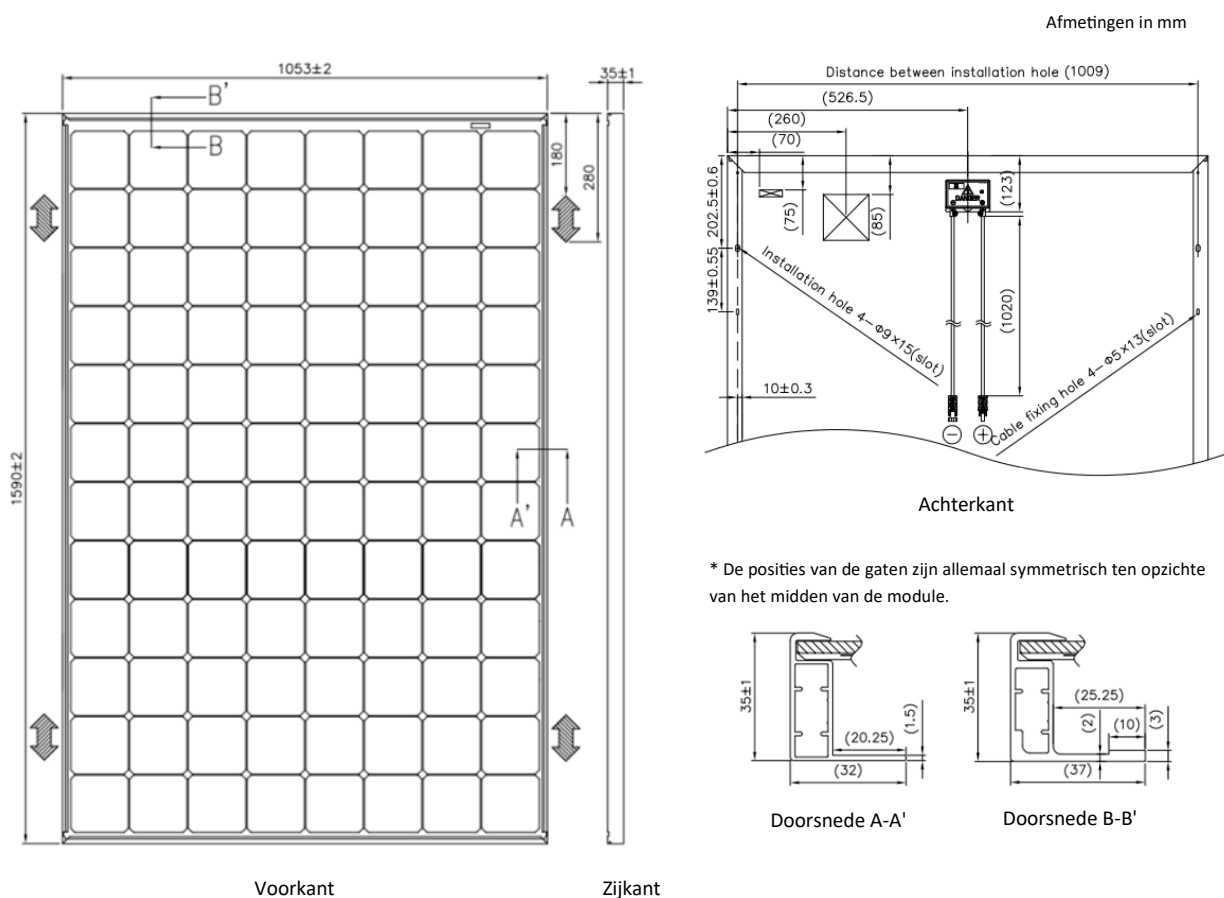 Afmetingen in mm
1053±2
35±1
B'
B
180
280
1590±2
A'
A
Voorkant
Zijkant
Distance between installation hole (1009)
(526.5)
(260)
(70)
202.5±0.6
(75)
(85)
DANGER
(123)
139±0.55
Installation hole 4-Φ9×15(slot)
(1020)
10±0.3
Cable fixing hole 4-Φ5×13(slot)
− +
Achterkant
* De posities van de gaten zijn allemaal symmetrisch ten opzichte
van het midden van de module.
35±1
(20.25)
(1.5)
(32)
Doorsnede A-A'
35±1
(25.25)
(2)
(10)
(3)
(37)
Doorsnede B-B'